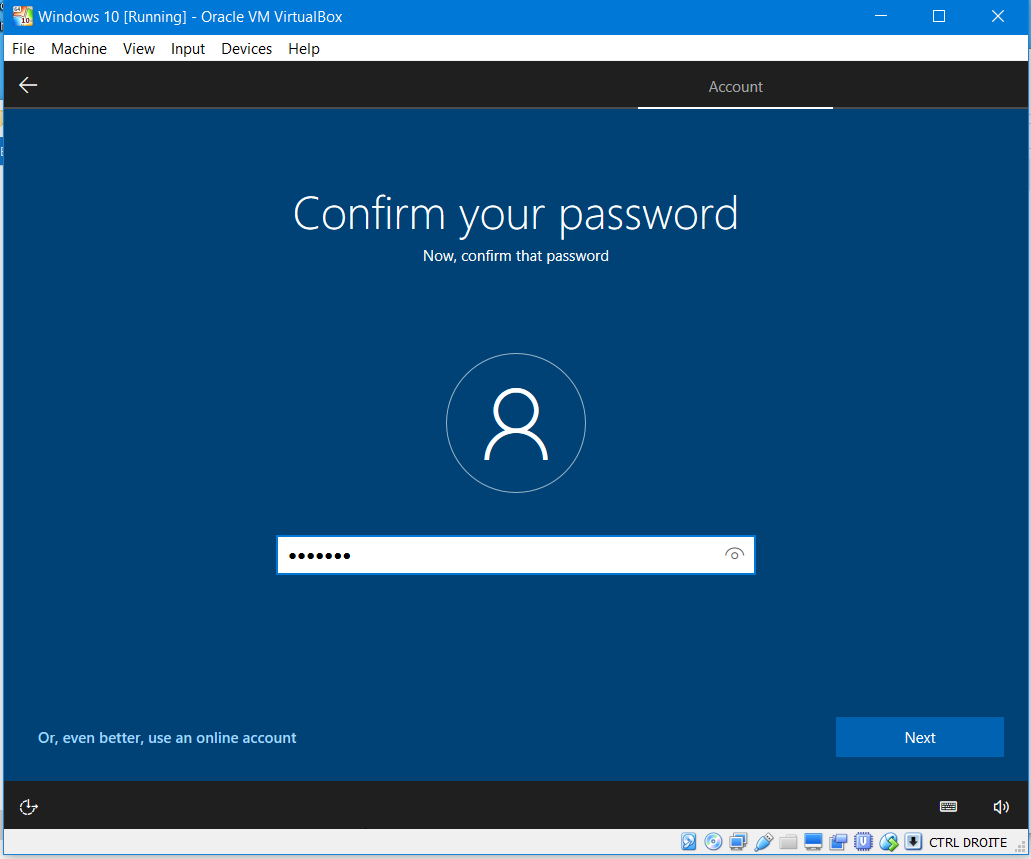 Windows 10 [Running] - Oracle VM VirtualBox
File Machine View Input Devices Help
Account
Confirm your password
Now, confirm that password
Or, even better, use an online account
Next
CTRL DROITE